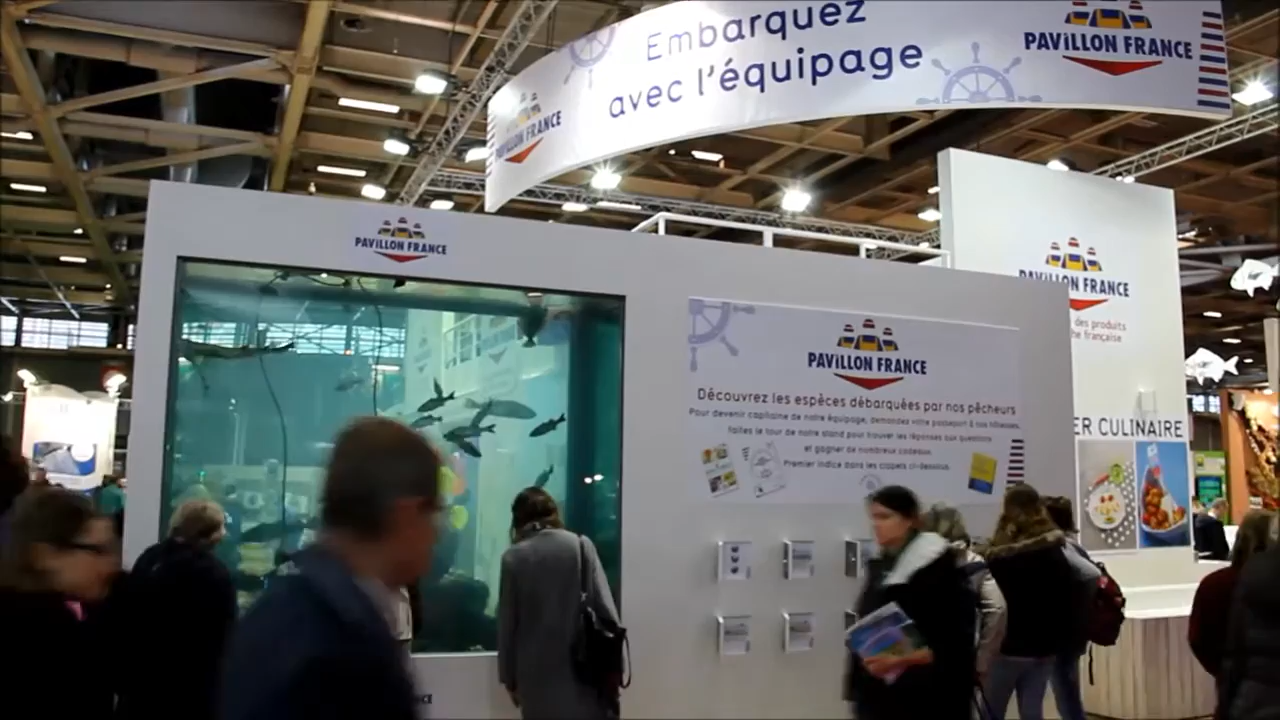 Embarquez
avec l'équipage
PAVILLON FRANCE
PAVILLON FRANCE
PAVILLON FRANCE
PAVILLON FRANCE
des produits
française
PAVILLON FRANCE
Découvrez les espèces débarquées par nos pêcheurs
Pour devenir capitaine de notre équipage, demandez votre passeport à nos hôtesses,
faites le tour de notre stand pour trouver les réponses aux questions
et gagner de nombreux cadeaux.
Premier indice dans les clapets ci-dessous.
ER CULINAIRE